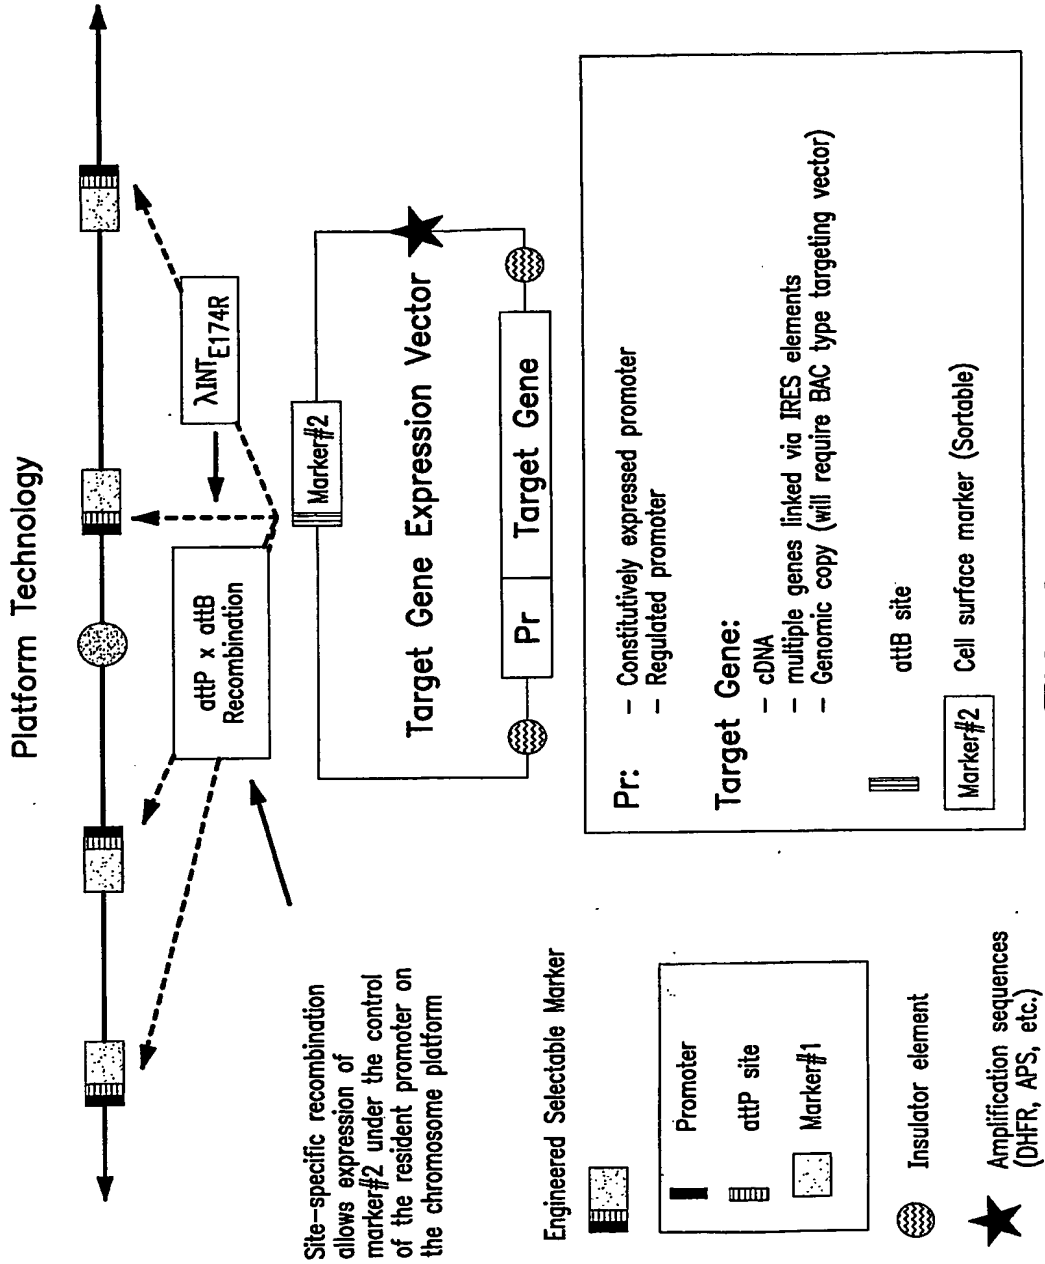 Platform Technology
attP x attB
Recombination
λINT E174R
Site-specific recombination
allows expression of
marker#2 under the control
of the resident promoter on
the chromosome platform
Marker#2
Target Gene Expression Vector
Pr
Target Gene
Engineered Selectable Marker
Promoter
attP site
Marker#1
Insulator element
Amplification sequences
(DHFR, APS, etc.)
Pr:
– Constitutively expressed promoter
– Regulated promoter
Target Gene:
– cDNA
– multiple genes linked via IRES elements
– Genomic copy (will require BAC type targeting vector)
attB site
Marker#2
Cell surface marker (Sortable)